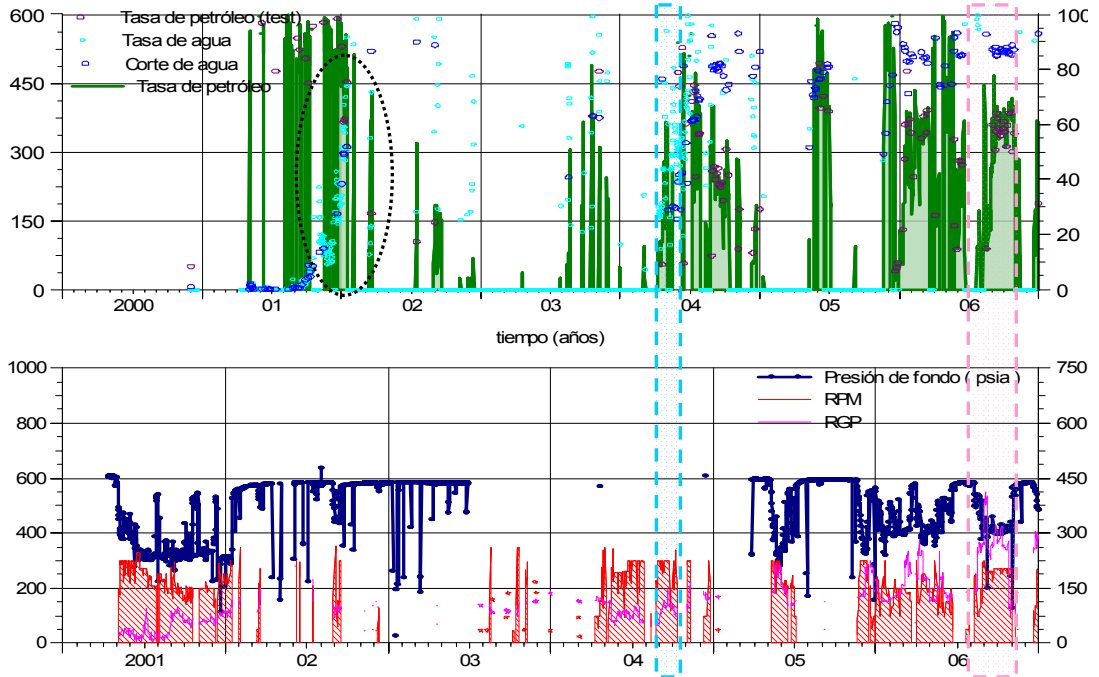 600
450
300
150
0
Tasa de petróleo (test)
Tasa de agua
Corte de agua
Tasa de petróleo
100
80
60
40
20
0
2000 01 02 03 04 05 06
tiempo (años)
1000
800
600
400
200
0
Presión de fondo ( psia )
RPM
RGP
750
600
450
300
150
0
2001 02 03 04 05 06